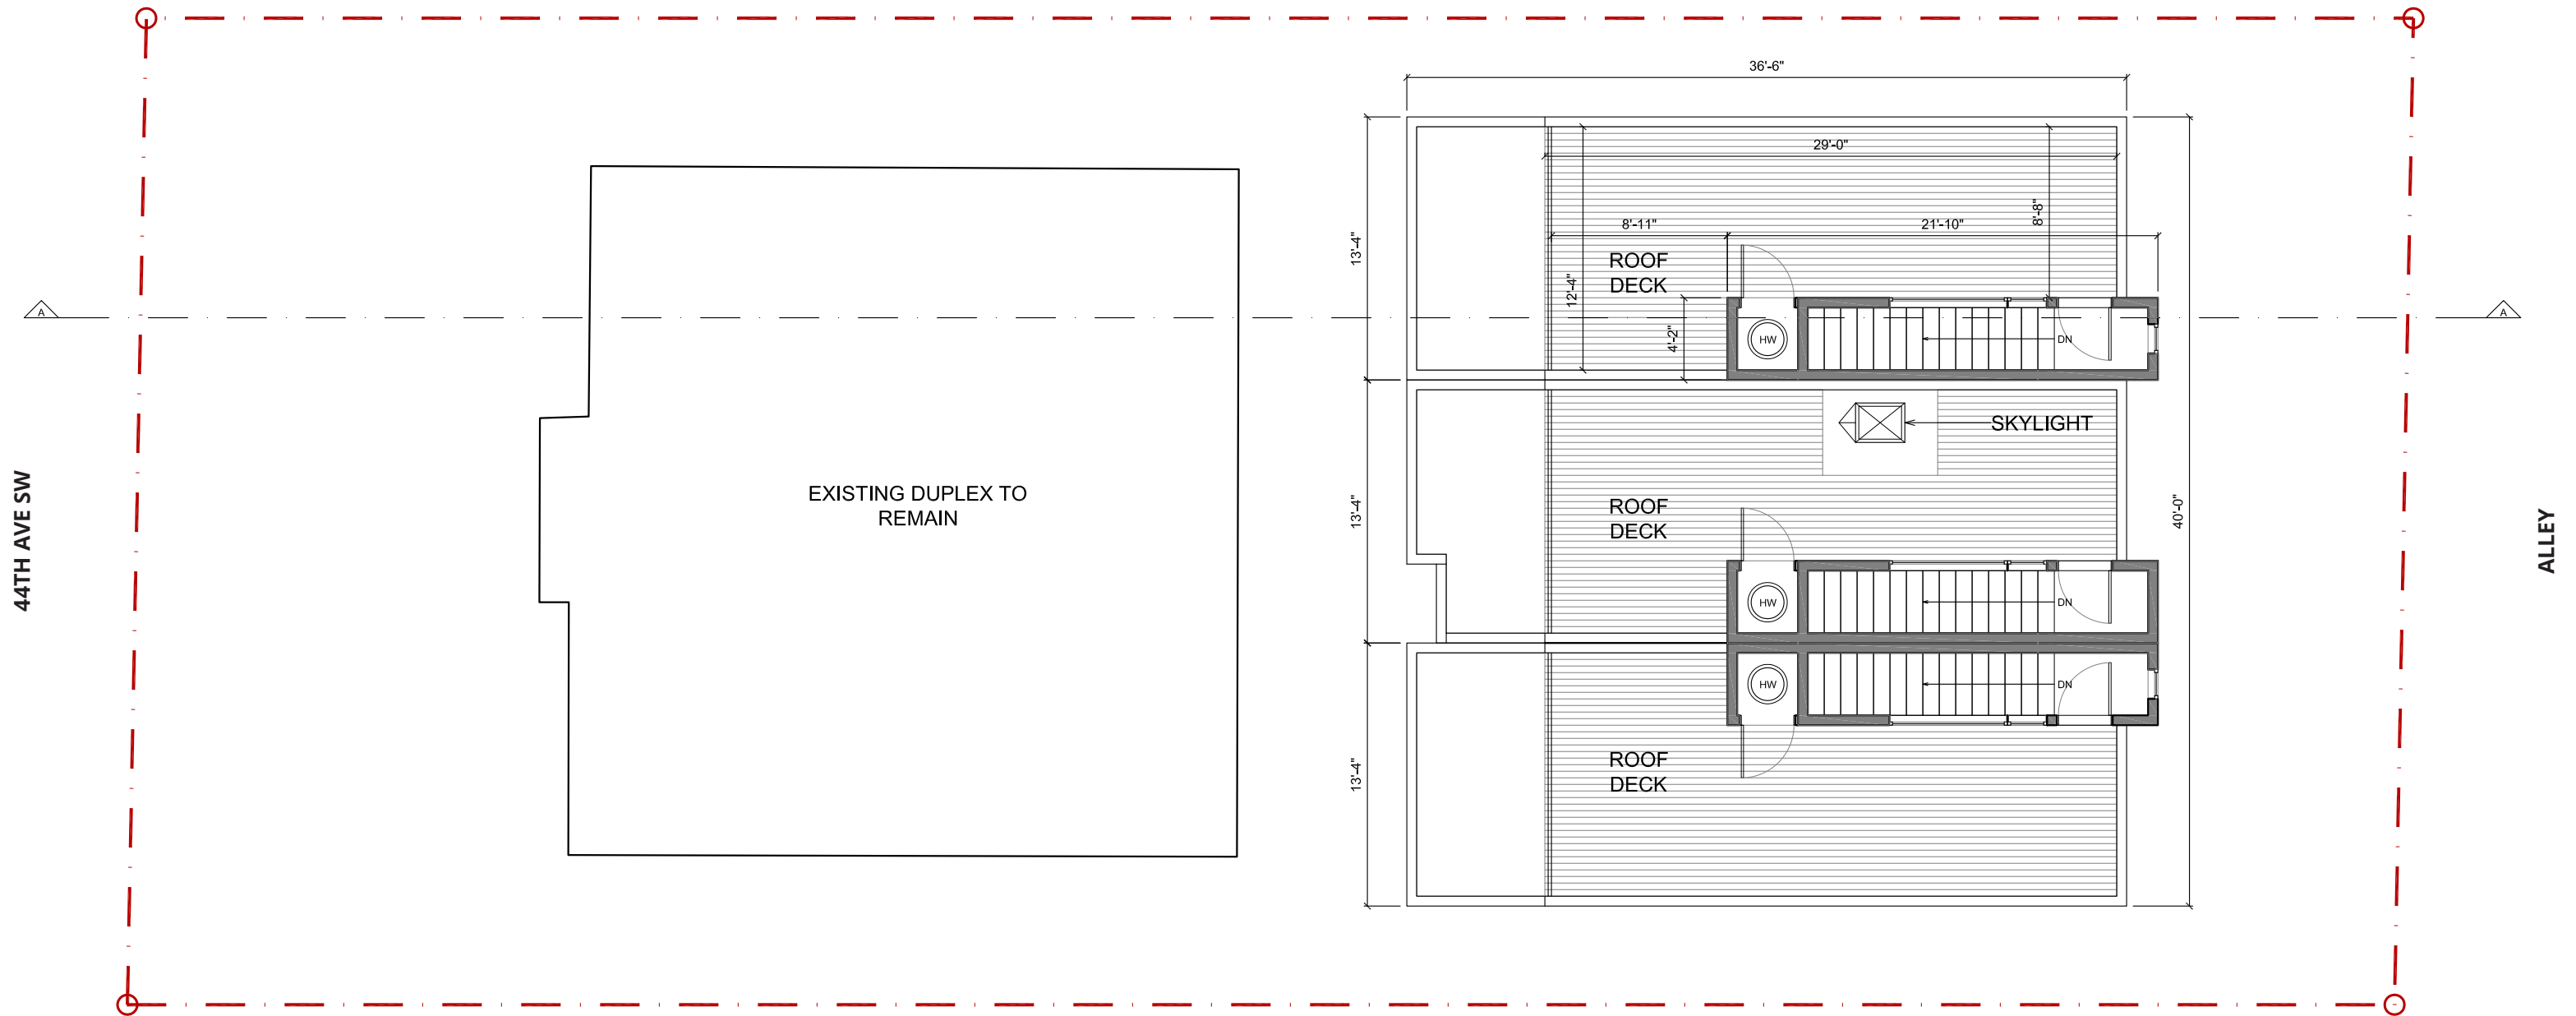 36'-6"
29'-0"
8'-11"
21'-10"
8'-8"
13'-4"
ROOF
DECK
12'-4"
A
A
4'-2"
HW
DN
SKYLIGHT
44TH AVE SW
EXISTING DUPLEX TO
REMAIN
13'-4"
ROOF
DECK
40'-0"
ALLEY
HW
DN
HW
DN
13'-4"
ROOF
DECK